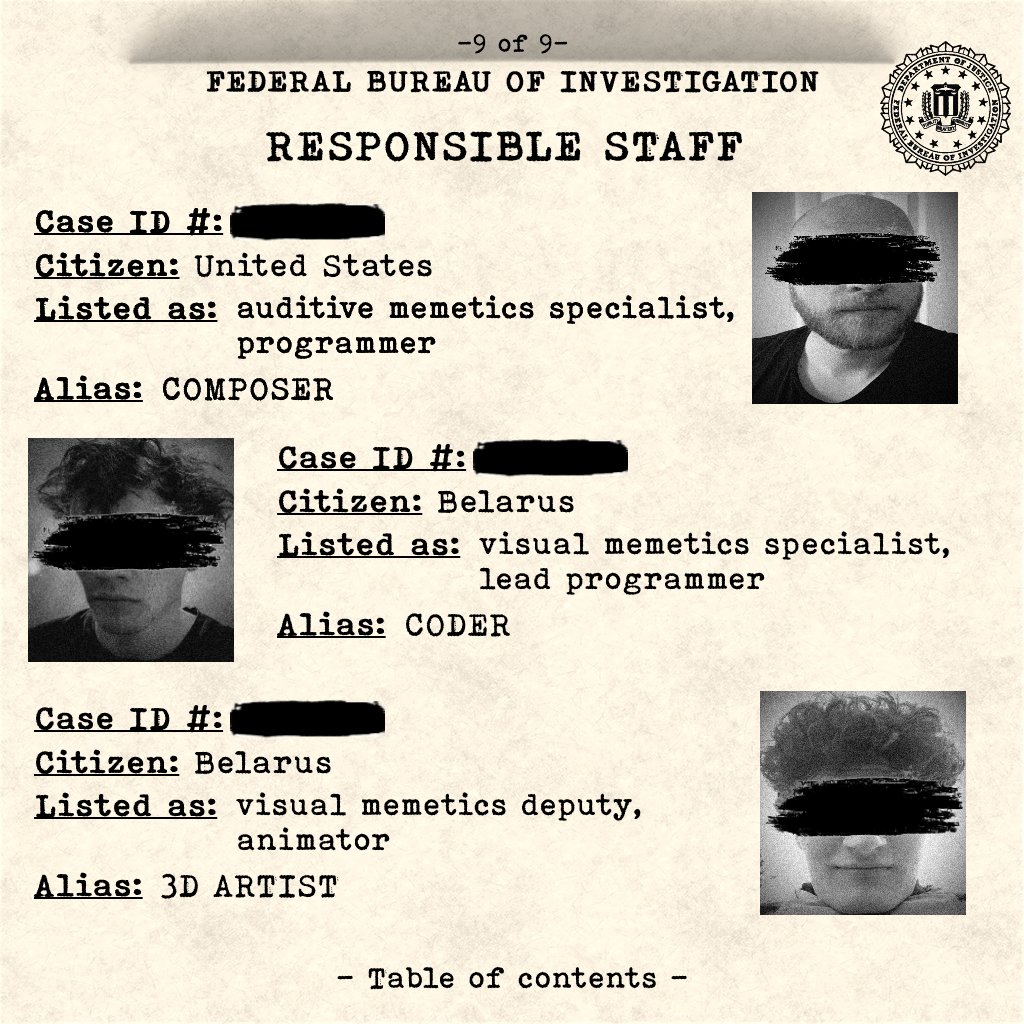 -9 of 9-
FEDERAL BUREAU OF INVESTIGATION
DEPARTMENT OF JUSTICE
FEDERAL BUREAU OF INVESTIGATION
RESPONSIBLE STAFF
Case ID #:
Citizen: United States
Listed as: auditive memetics specialist,
programmer
Alias: COMPOSER
Case ID #:
Citizen: Belarus
Listed as: visual memetics specialist,
lead programmer
Alias: CODER
Case ID #:
Citizen: Belarus
Listed as: visual memetics deputy,
animator
Alias: 3D ARTIST
- Table of contents -